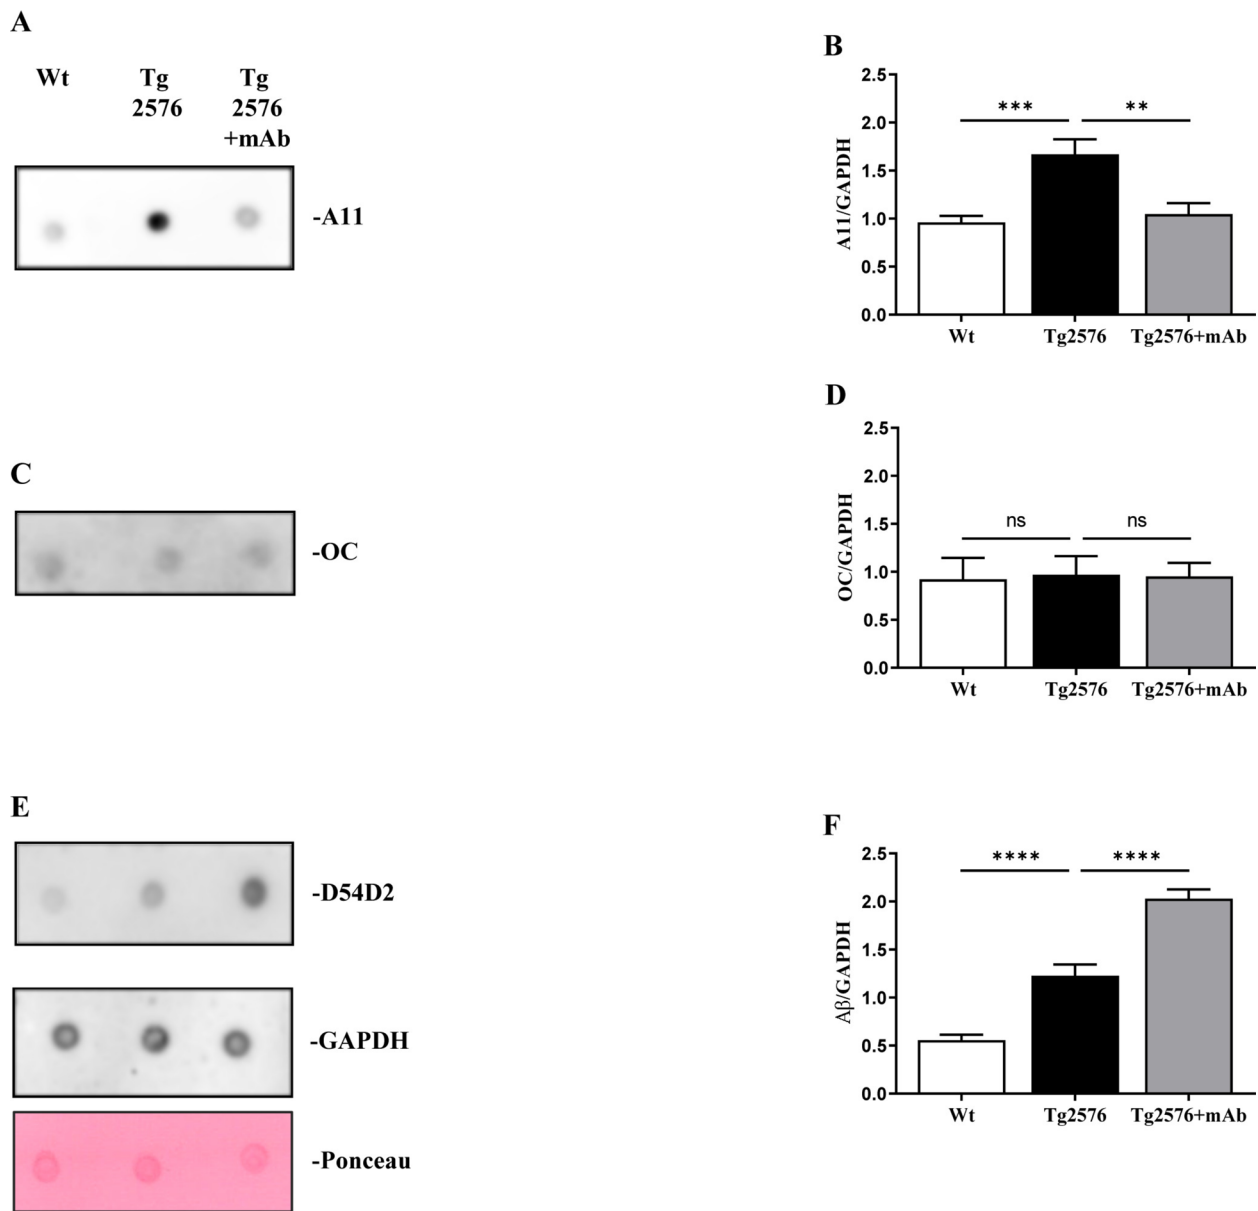 A
Wt
Tg
2576
Tg
2576
+mAb
-A11
B
2.5
2.0
1.5
1.0
0.5
0.0
A11/GAPDH
***
**
Wt
Tg2576
Tg2576+mAb
C
-OC
D
2.5
2.0
1.5
1.0
0.5
0.0
OC/GAPDH
ns
ns
Wt
Tg2576
Tg2576+mAb
E
-D54D2
-GAPDH
-Ponceau
F
2.5
2.0
1.5
1.0
0.5
0.0
Aβ/GAPDH
****
****
Wt
Tg2576
Tg2576+mAb